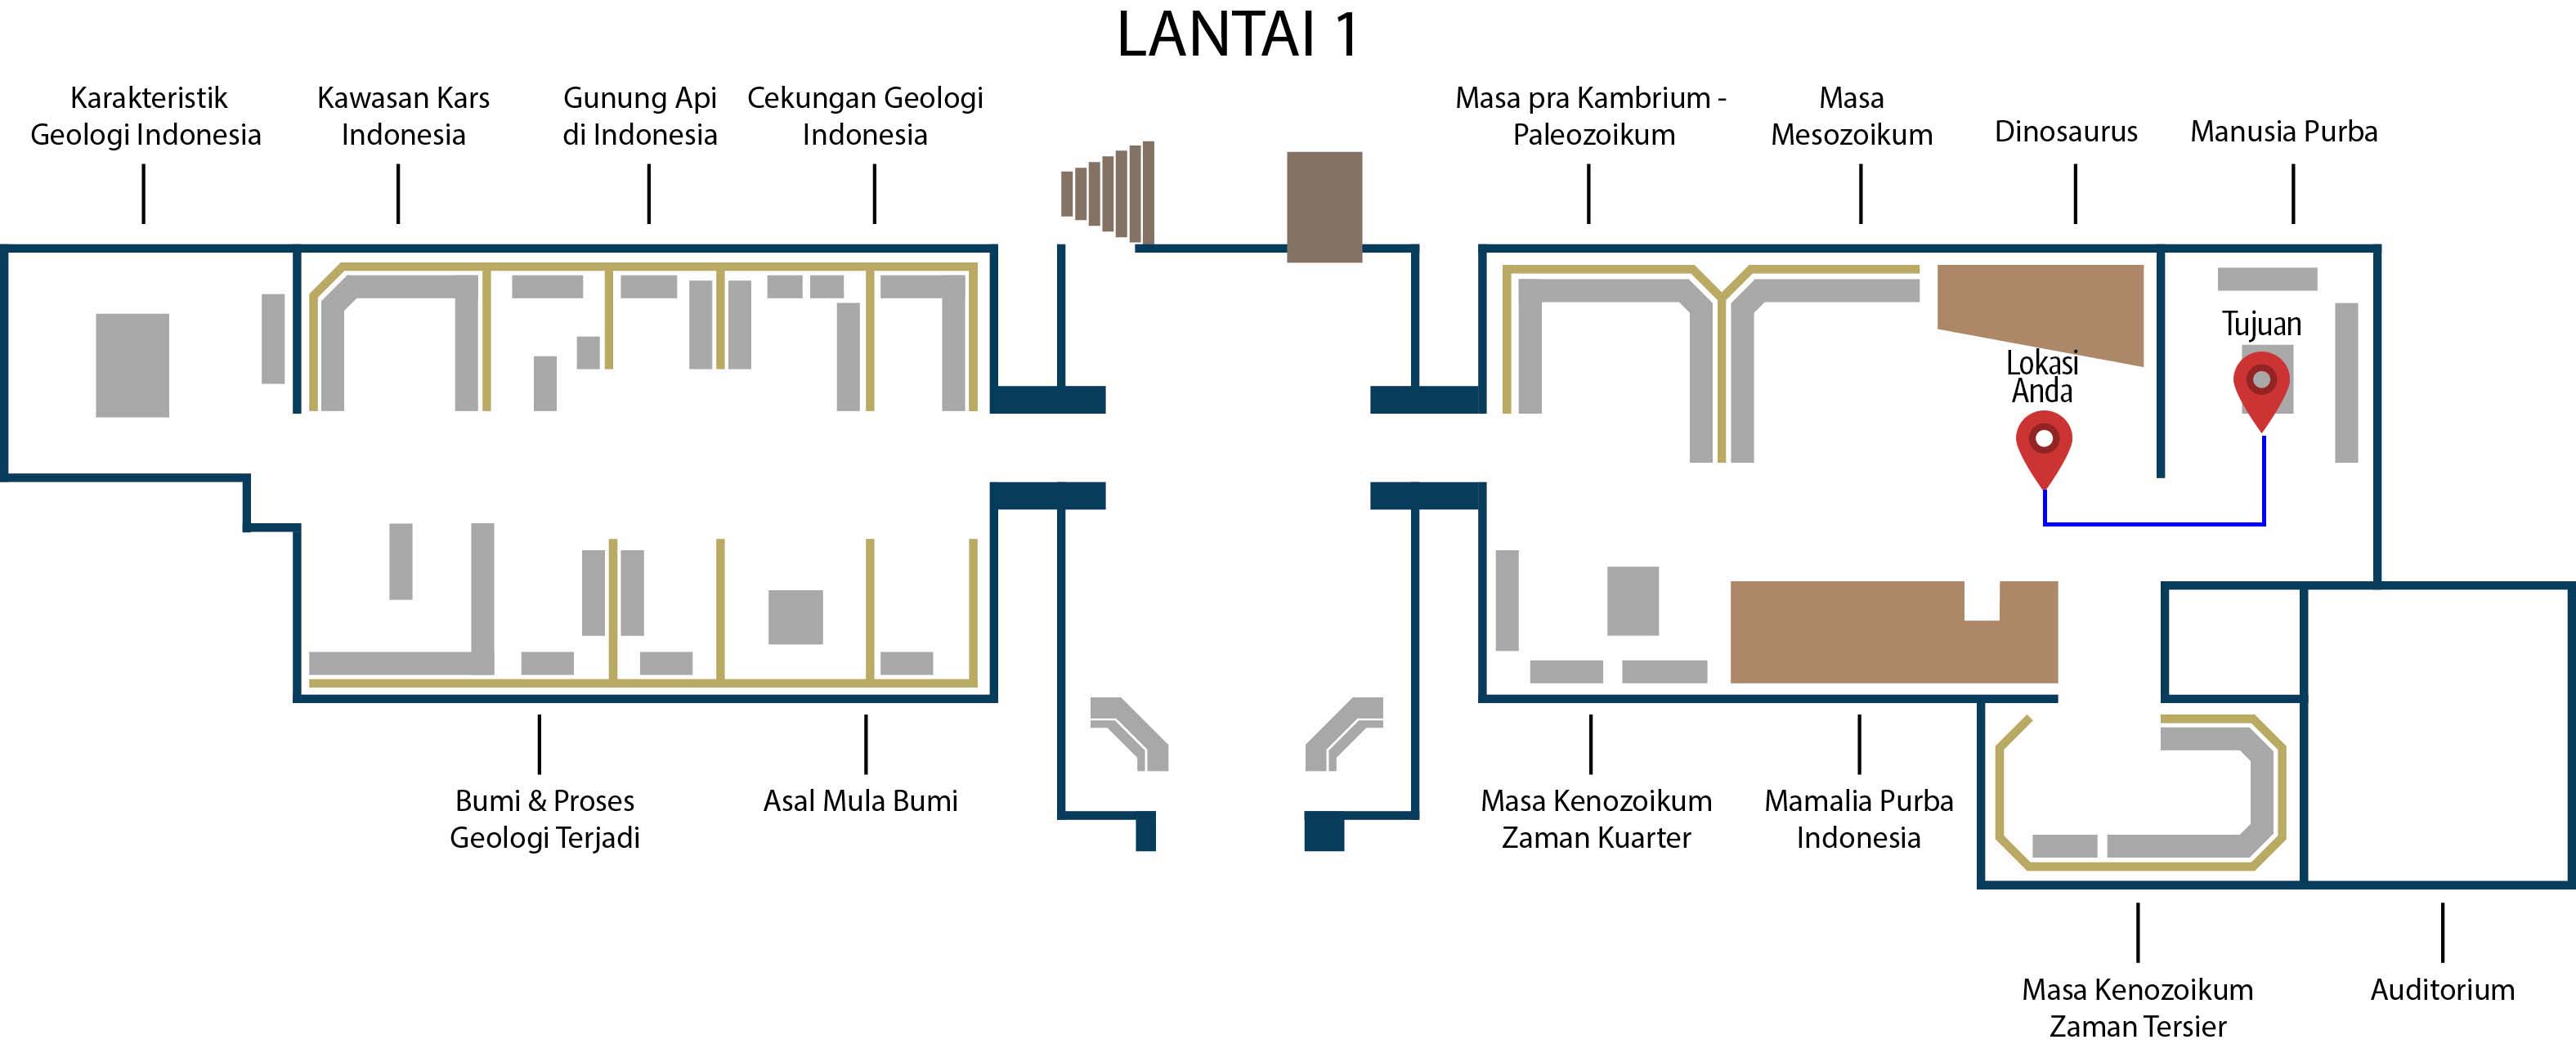 LANTAI 1
Karakteristik
Geologi Indonesia
Kawasan Kars
Indonesia
Gunung Api
di Indonesia
Cekungan Geologi
Indonesia
Masa pra Kambrium -
Paleozoikum
Masa
Mesozoikum
Dinosaurus
Manusia Purba
Tujuan
Lokasi
Anda
Bumi & Proses
Geologi Terjadi
Asal Mula Bumi
Masa Kenozoikum
Zaman Kuarter
Mamalia Purba
Indonesia
Masa Kenozoikum
Zaman Tersier
Auditorium